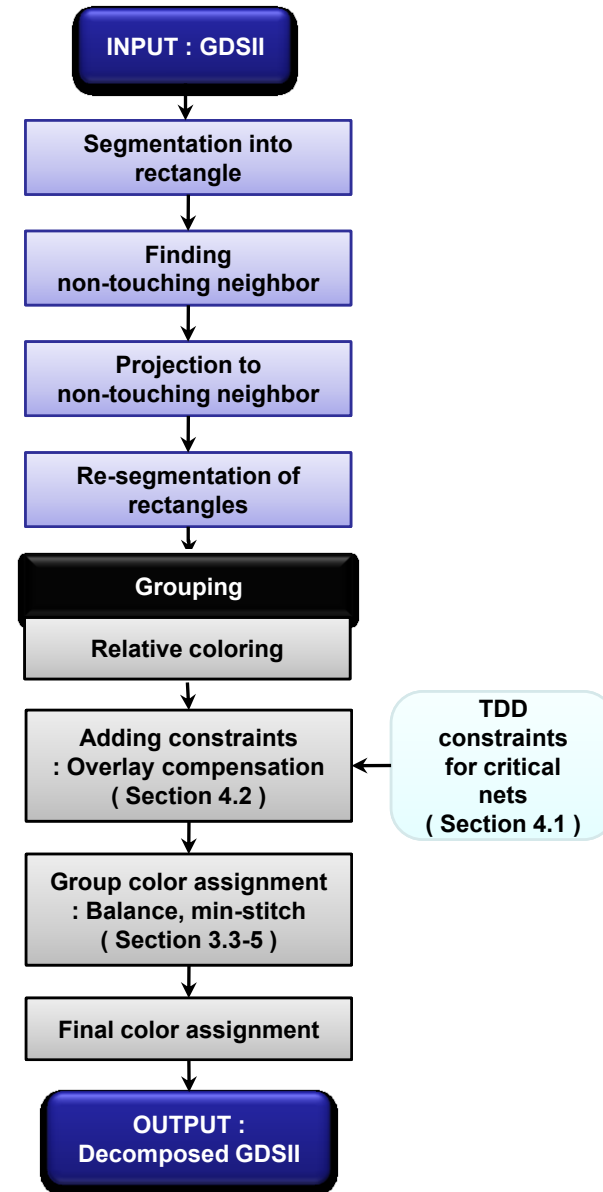 INPUT : GDSII
Segmentation into
rectangle
Finding
non-touching neighbor
Projection to
non-touching neighbor
Re-segmentation of
rectangles
Grouping
Relative coloring
Adding constraints
: Overlay compensation
( Section 4.2 )
TDD
constraints
for critical
nets
( Section 4.1 )
Group color assignment
: Balance, min-stitch
( Section 3.3-5 )
Final color assignment
OUTPUT :
Decomposed GDSII